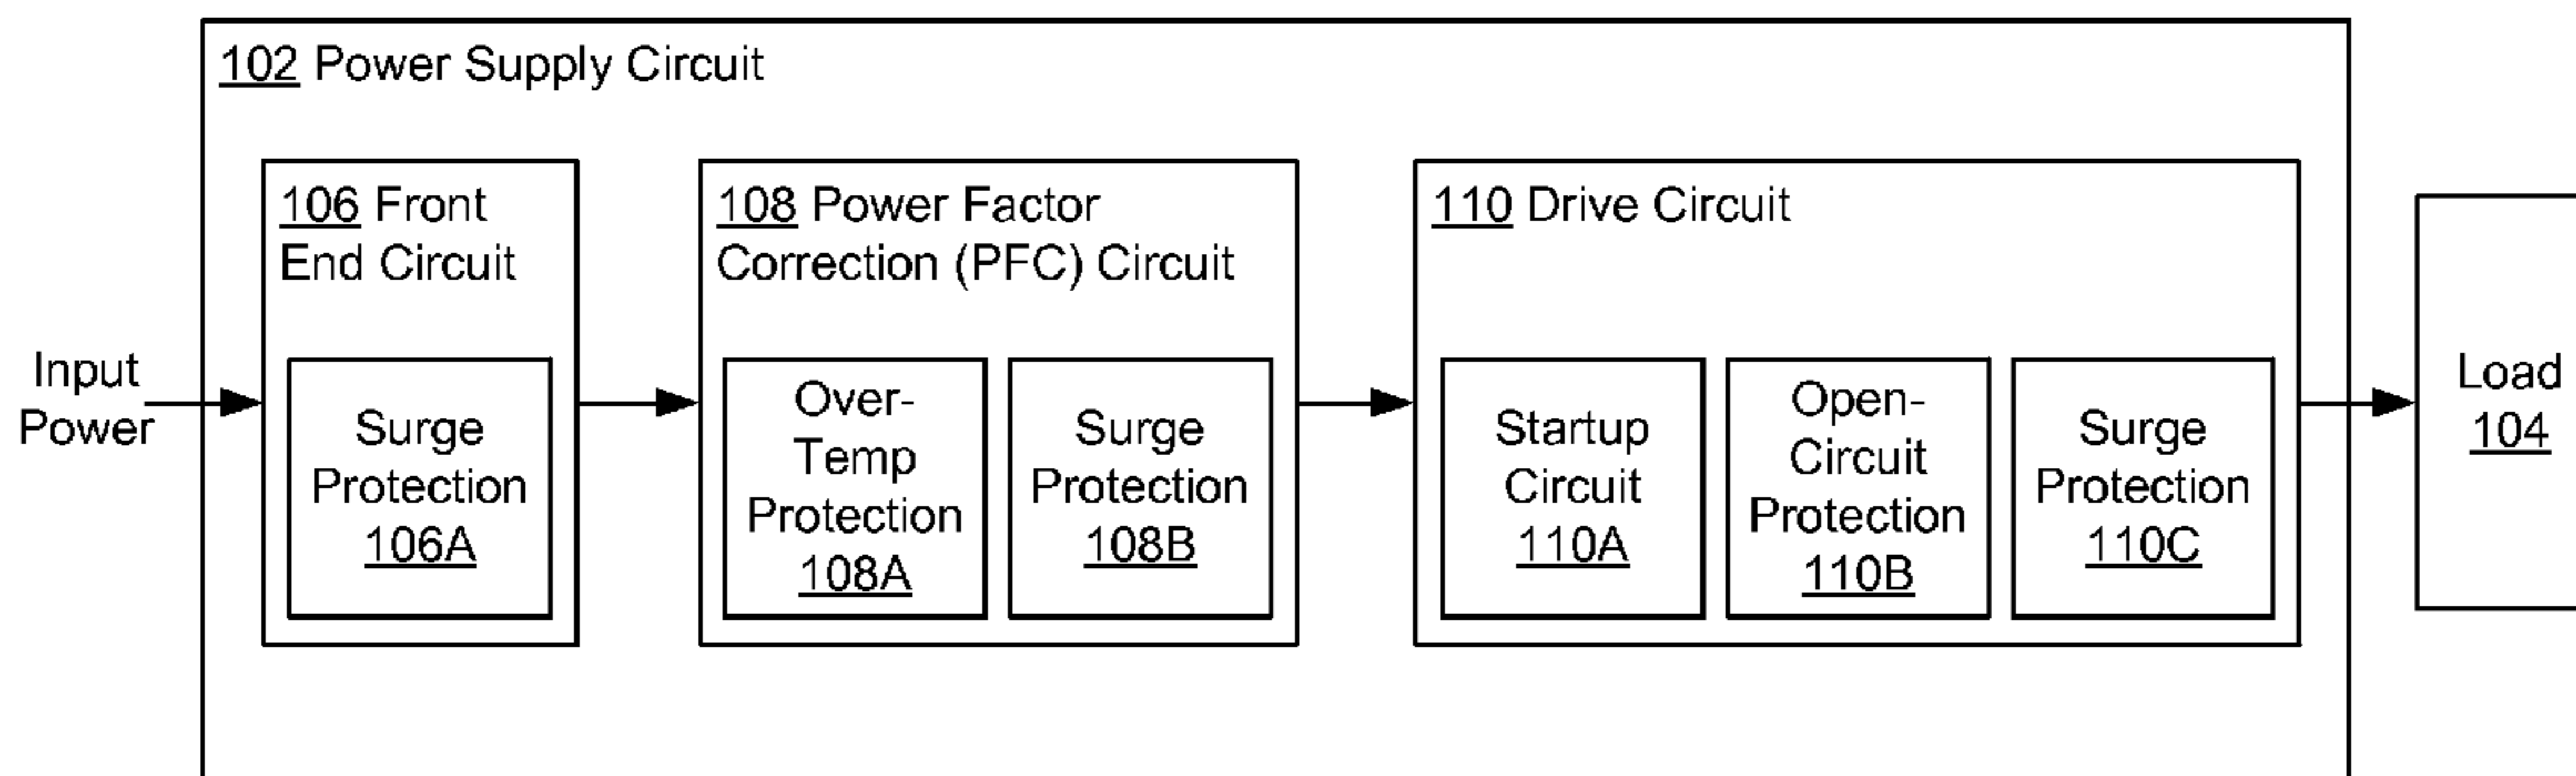 102 Power Supply Circuit
Input
Power
106 Front
End Circuit
Surge
Protection
106A
108 Power Factor
Correction (PFC) Circuit
Over-
Temp
Protection
108A
Surge
Protection
108B
110 Drive Circuit
Startup
Circuit
110A
Open-
Circuit
Protection
110B
Surge
Protection
110C
Load
104